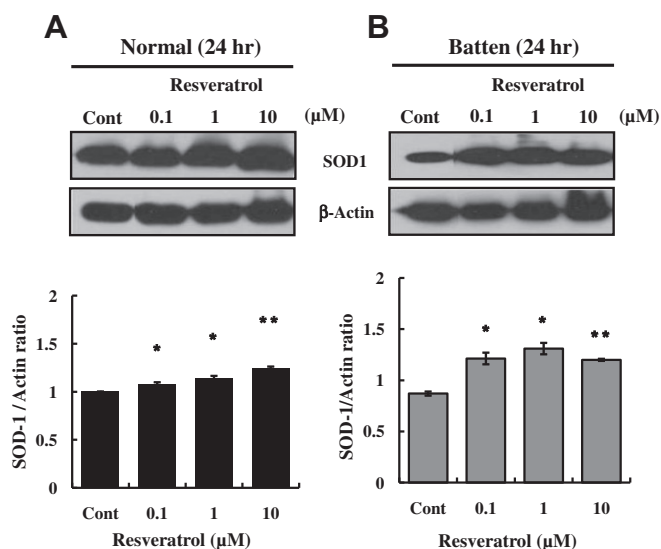 A
Normal (24 hr)
Resveratrol
Cont 0.1 1 10 (μM)
SOD1
β-Actin
B
Batten (24 hr)
Resveratrol
Cont 0.1 1 10 (μM)
SOD-1 / Actin ratio
2
1.5
1
0.5
0
* * **
Cont 0.1 1 10
Resveratrol (μM)
SOD-1/Actin ratio
2
1.5
1
0.5
0
* * **
Cont 0.1 1 10
Resveratrol (μM)